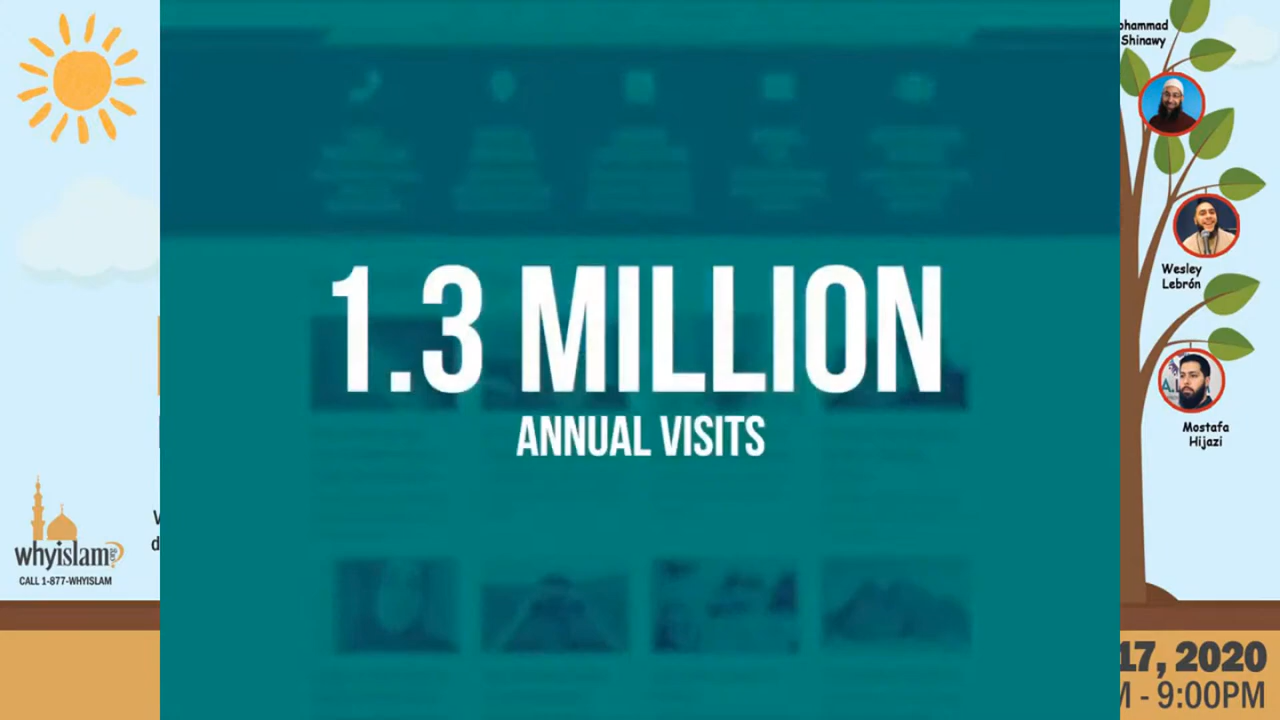 1.3 MILLION
ANNUAL VISITS
whyislam?
.org
CALL 1-877-WHYISLAM
Shinawy
Wesley
Lebrón
Mostafa
Hijazi
17, 2020
- 9:00PM